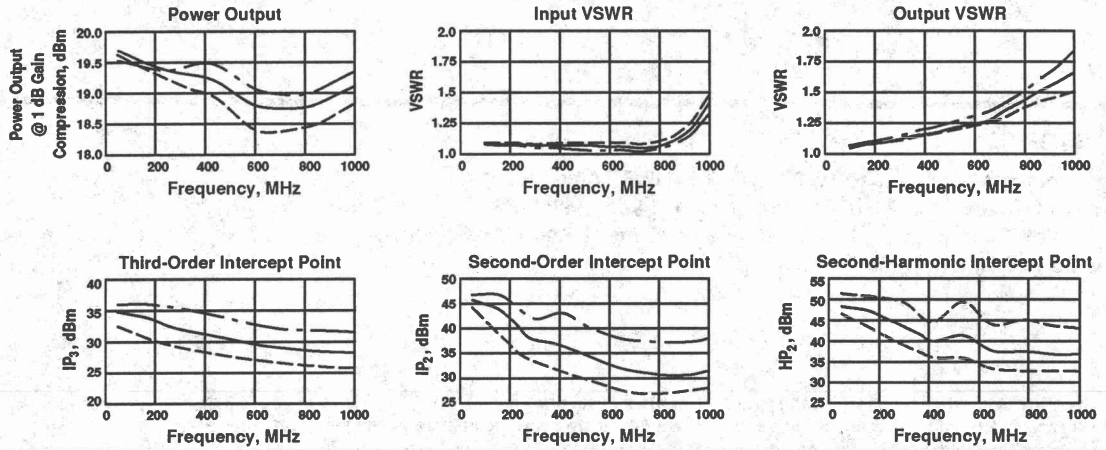 Power Output
Power Output
@ 1 dB Gain
Compression, dBm
20.0
19.5
19.0
18.5
18.0
0 200 400 600 800 1000
Frequency, MHz
Input VSWR
VSWR
2.0
1.75
1.5
1.25
1.0
0 200 400 600 800 1000
Frequency, MHz
Output VSWR
VSWR
2.0
1.75
1.5
1.25
1.0
0 200 400 600 800 1000
Frequency, MHz
Third-Order Intercept Point
IP3, dBm
40
35
30
25
20
0 200 400 600 800 1000
Frequency, MHz
Second-Order Intercept Point
IP2, dBm
50
45
40
35
30
25
0 200 400 600 800 1000
Frequency, MHz
Second-Harmonic Intercept Point
HP2, dBm
55
50
45
40
35
30
25
0 200 400 600 800 1000
Frequency, MHz